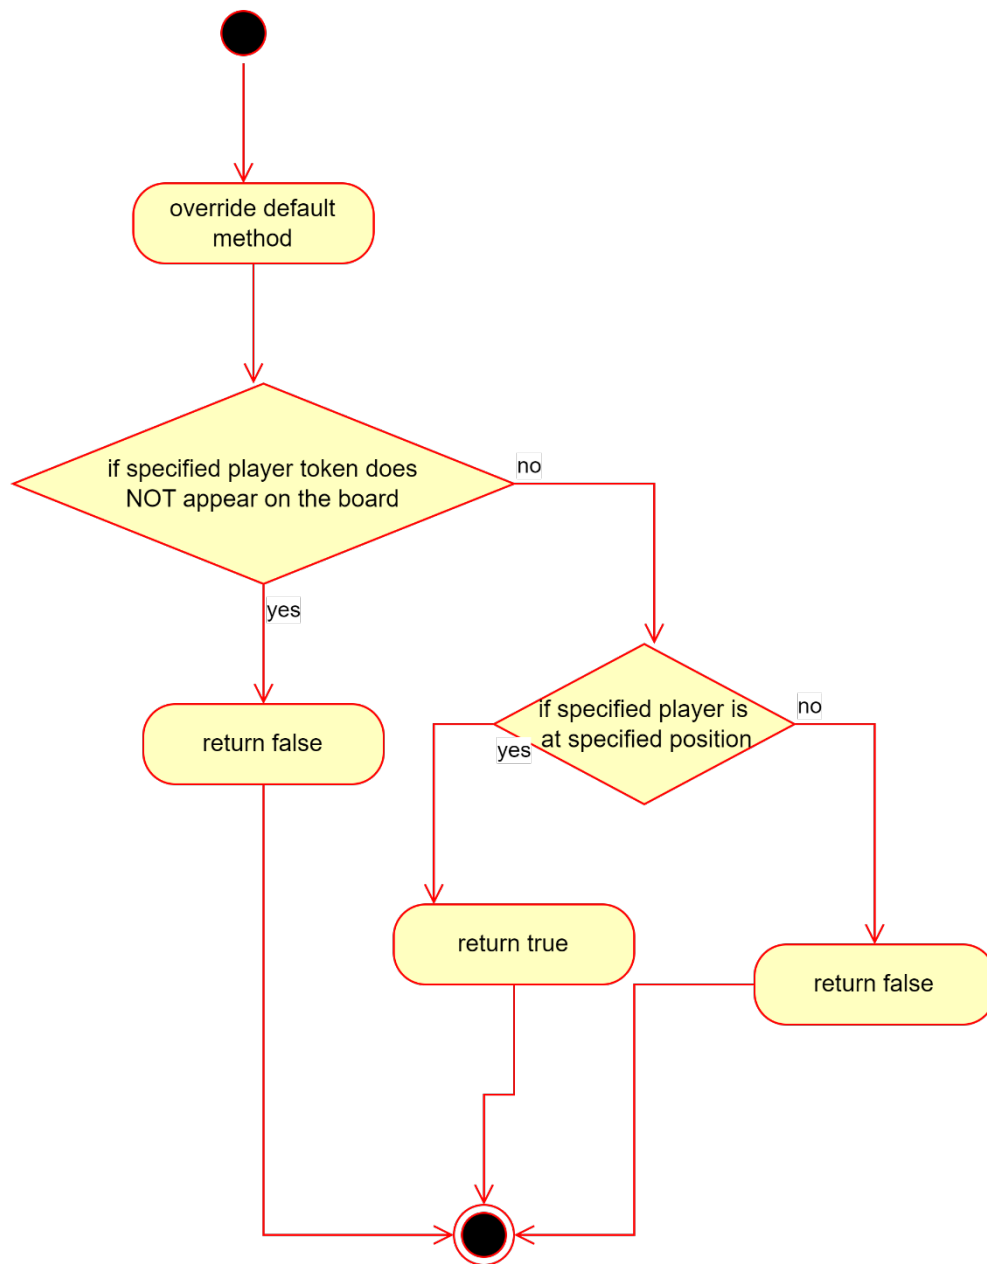 override default
method
if specified player token does
NOT appear on the board
no
yes
return false
if specified player is
at specified position
no
yes
return true
return false